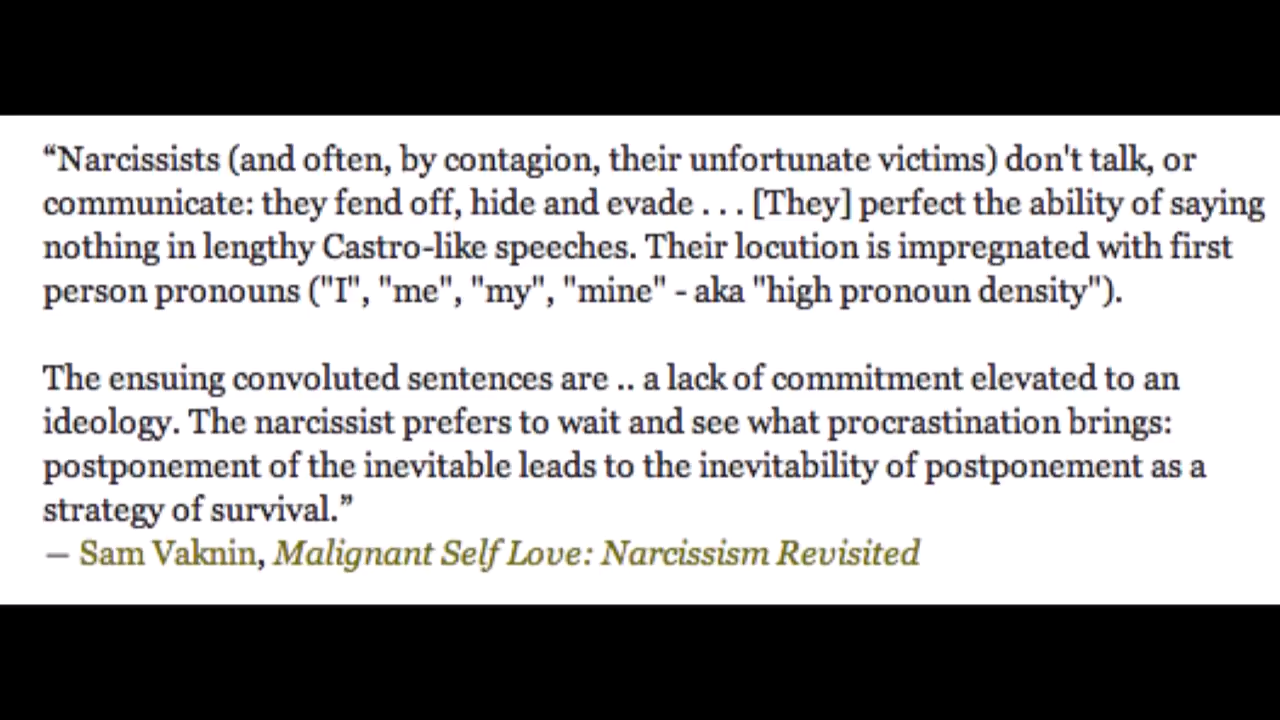 “Narcissists (and often, by contagion, their unfortunate victims) don't talk, or
communicate: they fend off, hide and evade . . . [They] perfect the ability of saying
nothing in lengthy Castro-like speeches. Their locution is impregnated with first
person pronouns ("I", "me", "my", "mine" - aka "high pronoun density").
The ensuing convoluted sentences are .. a lack of commitment elevated to an
ideology. The narcissist prefers to wait and see what procrastination brings:
postponement of the inevitable leads to the inevitability of postponement as a
strategy of survival.”
— Sam Vaknin, Malignant Self Love: Narcissism Revisited